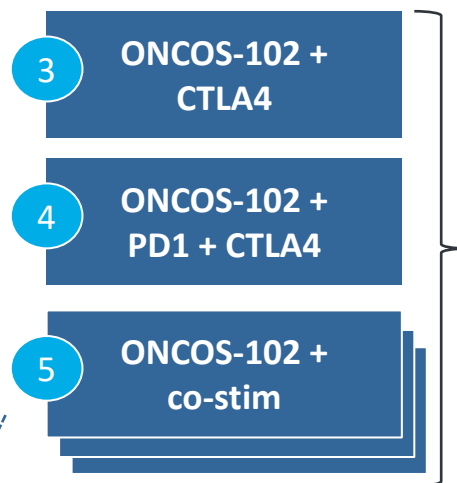 3
ONCOS-102 +
CTLA4
4
ONCOS-102 +
PD1 + CTLA4
5
ONCOS-102 +
co-stim